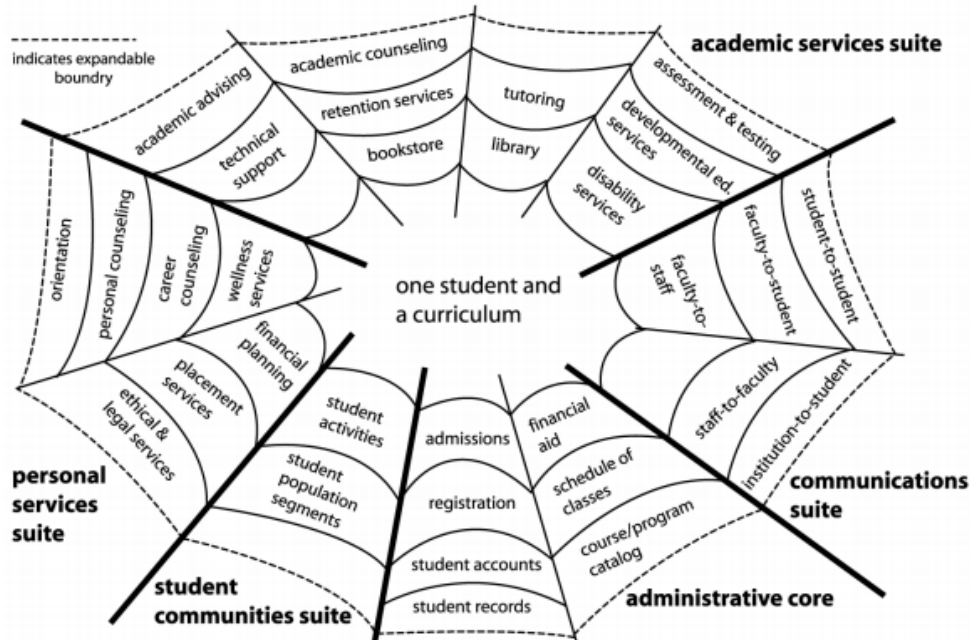 indicates expandable
boundry
academic services suite
academic advising
technical
support
academic counseling
retention services
bookstore
tutoring
library
assessment & testing
developmental ed.
services
disability
services
orientation
personal counseling
career
counseling
wellness
services
financial
planning
placement
services
ethical &
legal services
one student and
a curriculum
faculty-to-
staff
faculty-to-student
student-to-student
staff-to-faculty
institution-to-student
student
activities
student
population
segments
admissions
registration
student accounts
student records
financial
aid
schedule of
classes
course/program
catalog
personal
services
suite
student
communities suite
administrative core
communications
suite